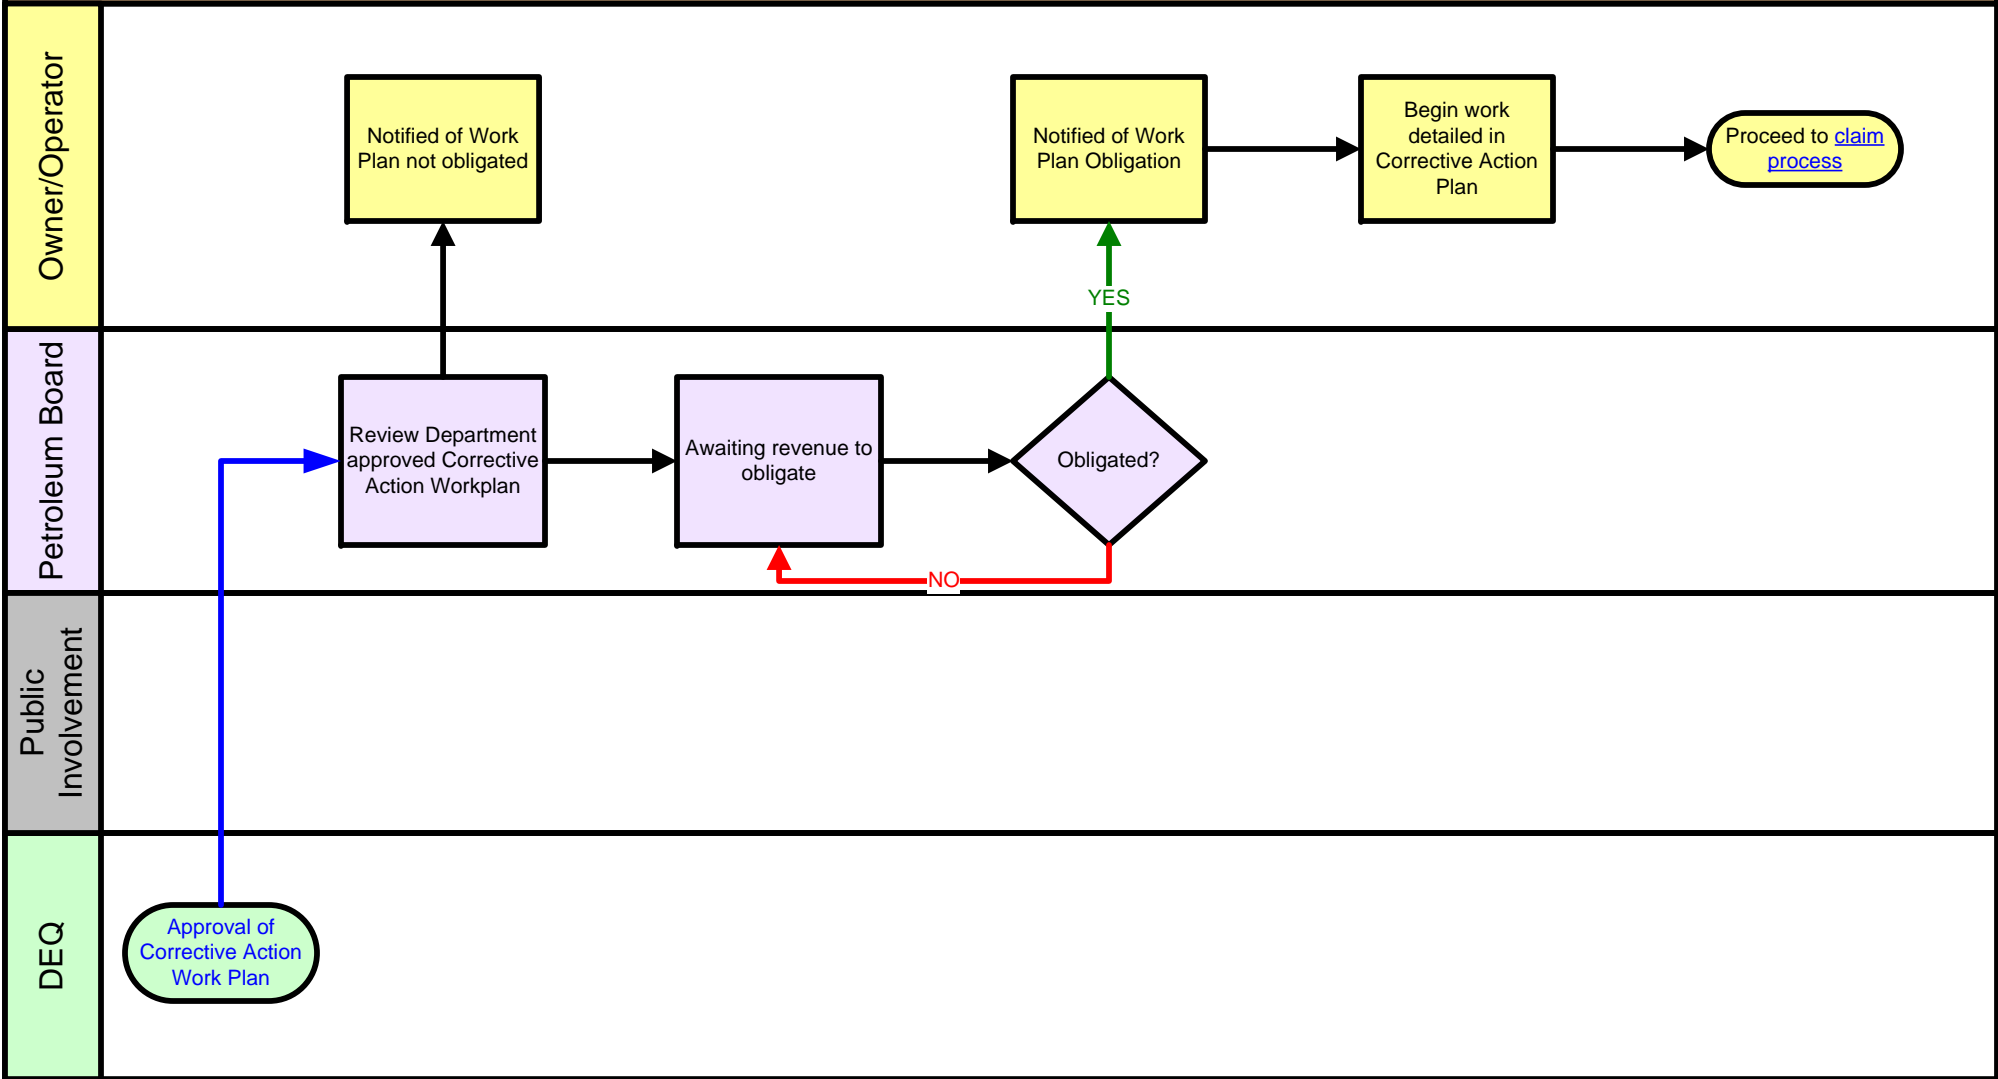 Owner/Operator
Notified of Work
Plan not obligated
Notified of Work
Plan Obligation
Begin work
detailed in
Corrective Action
Plan
Proceed to claim
process
YES
Petroleum Board
Review Department
approved Corrective
Action Workplan
Awaiting revenue to
obligate
Obligated?
NO
Public
Involvement
DEQ
Approval of
Corrective Action
Work Plan